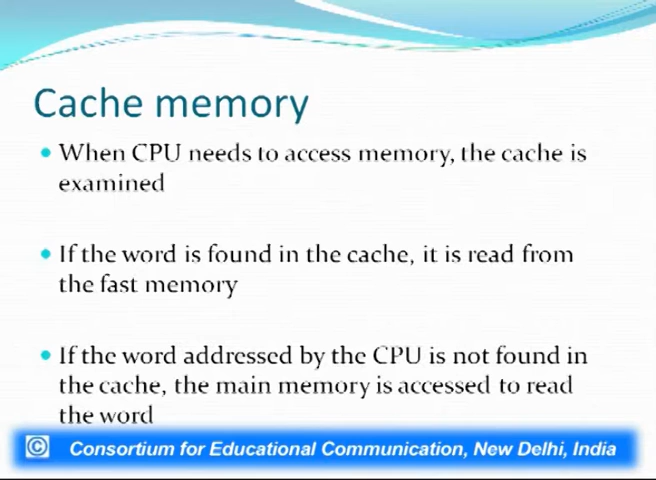 Cache memory
• When CPU needs to access memory, the cache is
examined
• If the word is found in the cache, it is read from
the fast memory
• If the word addressed by the CPU is not found in
the cache, the main memory is accessed to read
the word
© Consortium for Educational Communication, New Delhi, India